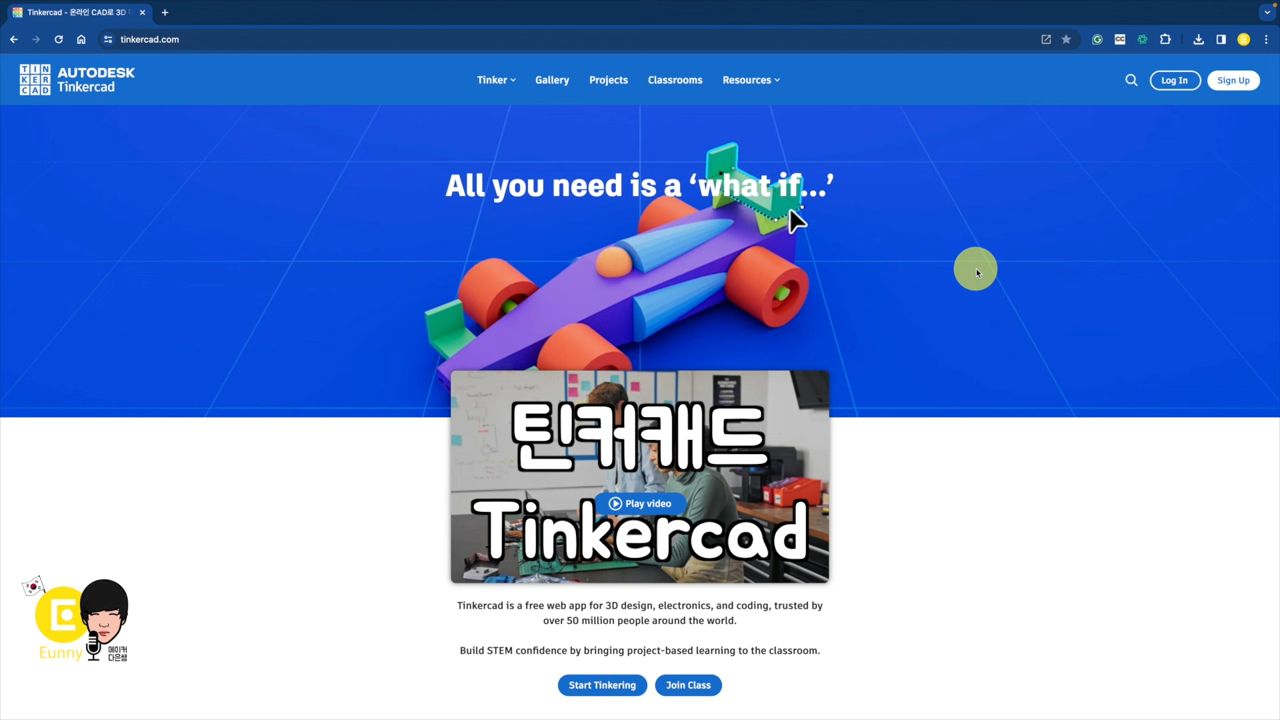 Tinkercad - 온라인 CAD로 3D
tinkercad.com
TIN
KER
CAD
AUTODESK
Tinkercad
Tinker
Gallery
Projects
Classrooms
Resources
Log In
Sign Up
All you need is a ‘what if...’
틴커캐드
Play video
Tinkercad
Tinkercad is a free web app for 3D design, electronics, and coding, trusted by
over 50 million people around the world.
Build STEM confidence by bringing project-based learning to the classroom.
Start Tinkering
Join Class
Eunny
메이커
다은쌤